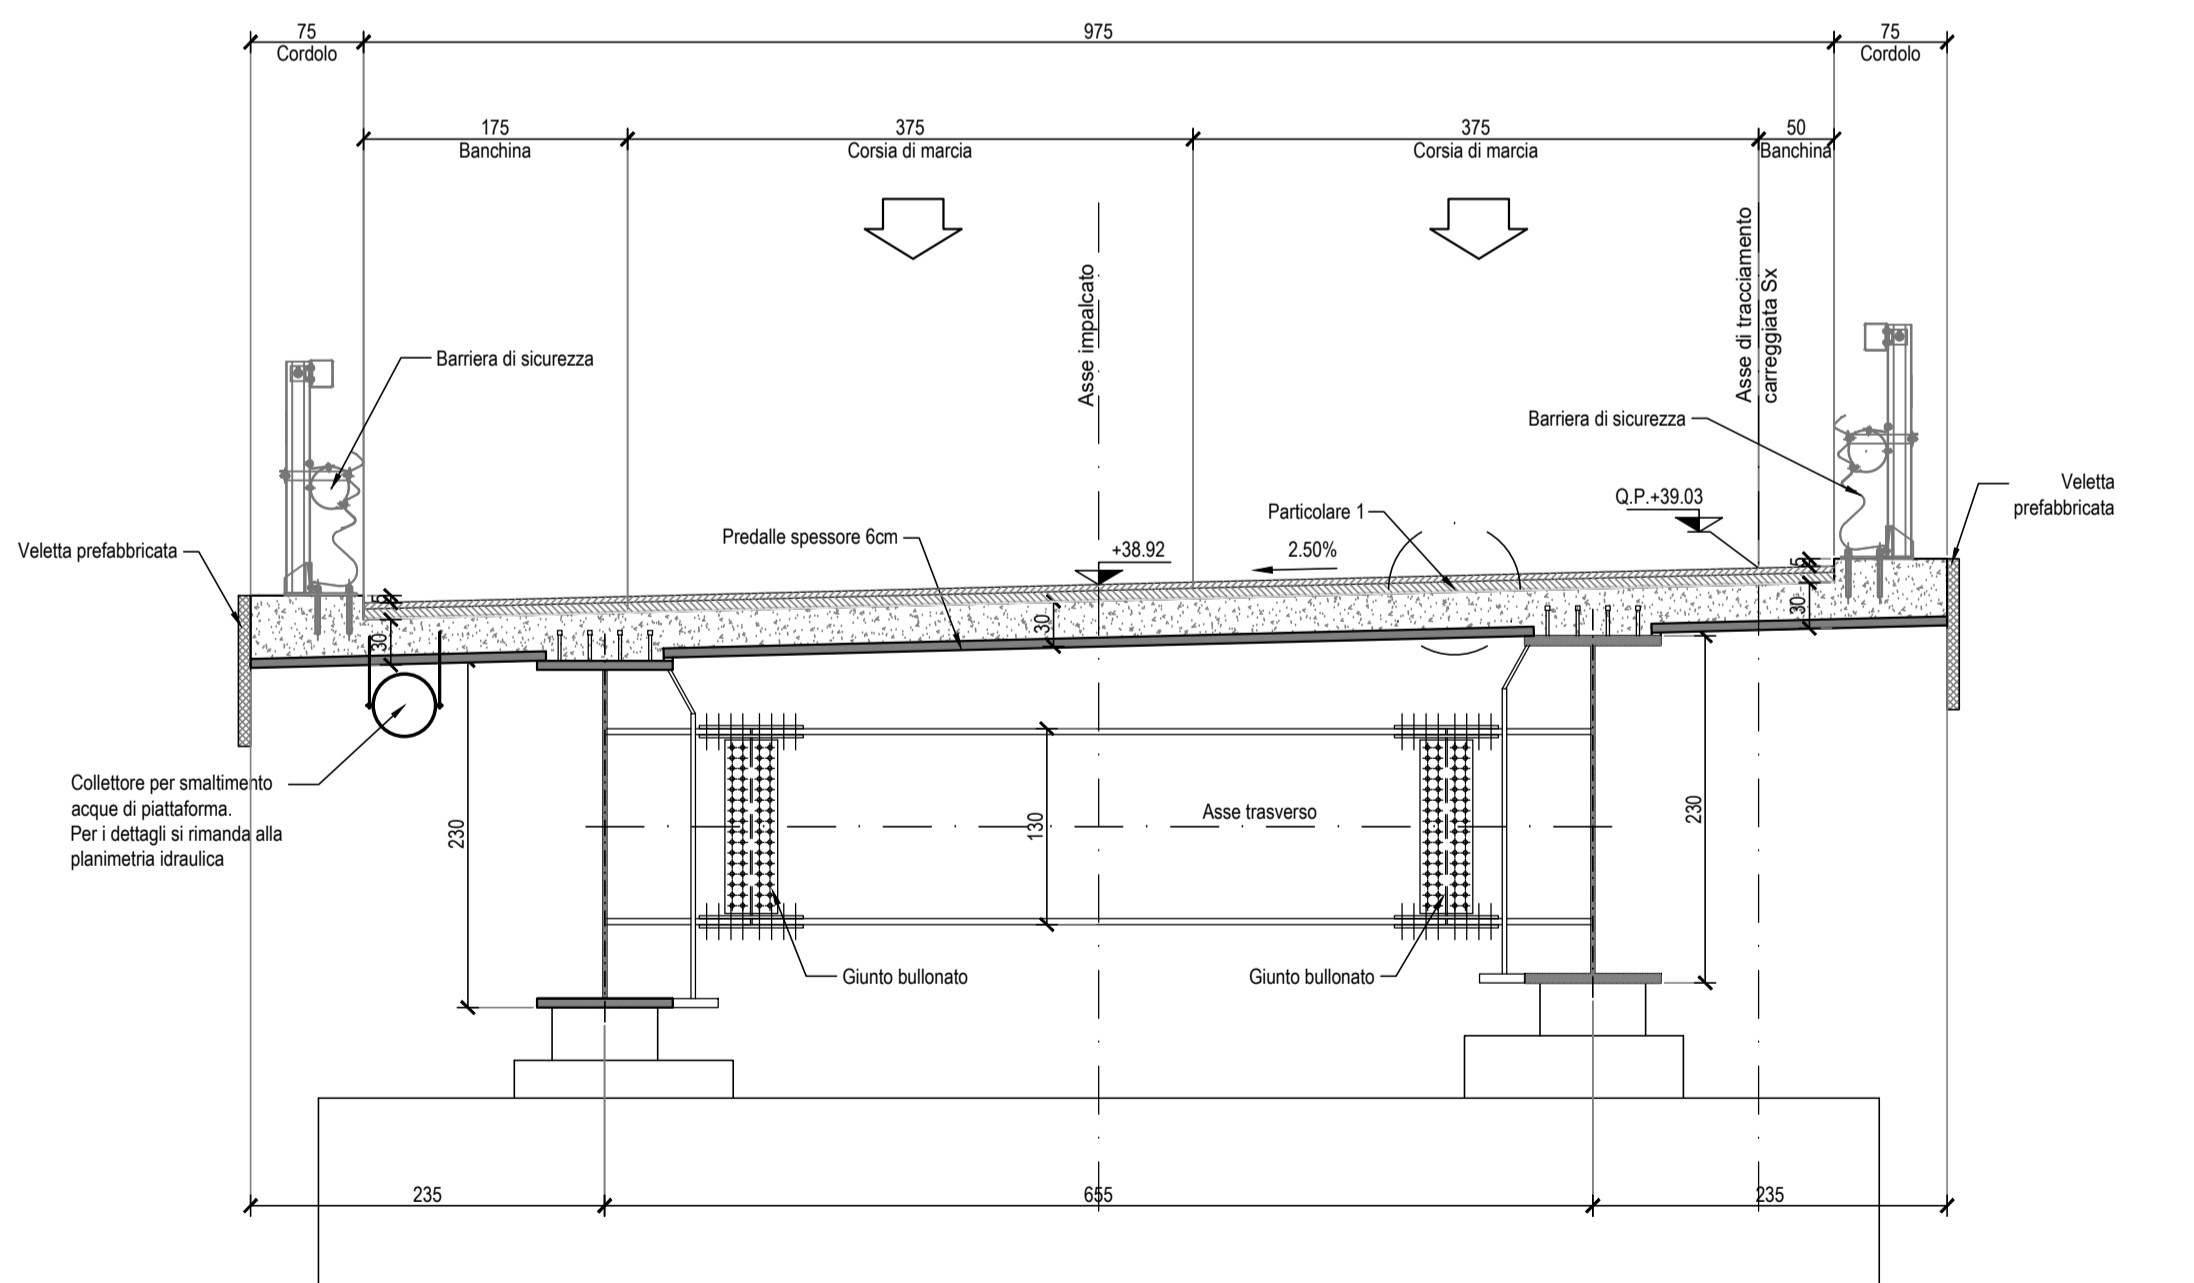 75
975
75
Cordolo
Cordolo
175
375
375
50
Banchina
Corsia di marcia
Corsia di marcia
Banchina
Asse impalcato
Asse di tracciamento
carreggiata Sx
Barriera di sicurezza
Barriera di sicurezza
Veletta
prefabbricata
Q.P.+39.03
Particolare 1
Predalle spessore 6cm
+38.92
2.50%
Veletta prefabbricata
30
30
30
Collettore per smaltimento
acque di piattaforma.
Per i dettagli si rimanda alla
planimetria idraulica
230
130
Asse trasverso
230
Giunto bullonato
Giunto bullonato
235
655
235